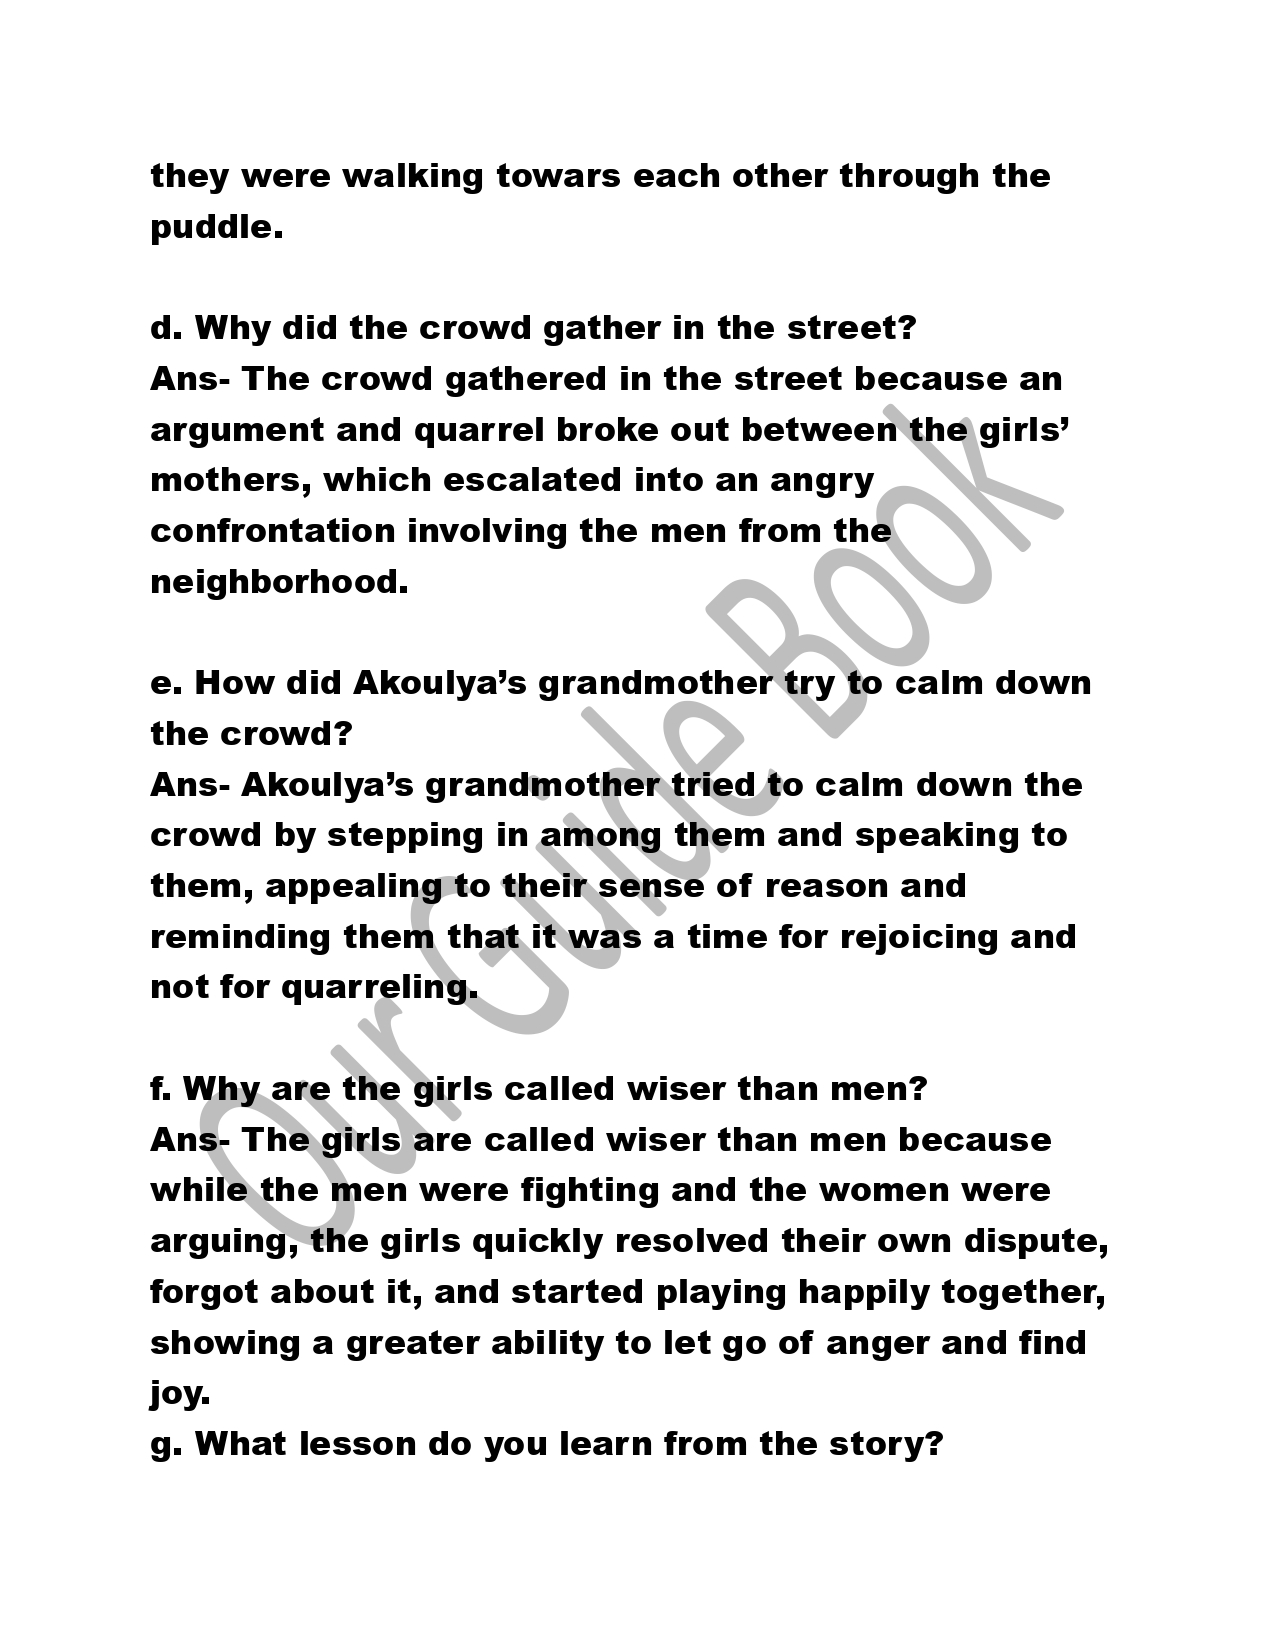 they were walking towars each other through the
puddle.
d. Why did the crowd gather in the street?
Ans- The crowd gathered in the street because an
argument and quarrel broke out between the girls’
mothers, which escalated into an angry
confrontation involving the men from the
neighborhood.
e. How did Akoulya’s grandmother try to calm down
the crowd?
Ans- Akoulya’s grandmother tried to calm down the
crowd by stepping in among them and speaking to
them, appealing to their sense of reason and
reminding them that it was a time for rejoicing and
not for quarreling.
f. Why are the girls called wiser than men?
Ans- The girls are called wiser than men because
while the men were fighting and the women were
arguing, the girls quickly resolved their own dispute,
forgot about it, and started playing happily together,
showing a greater ability to let go of anger and find
joy.
g. What lesson do you learn from the story?
Our Guide Book